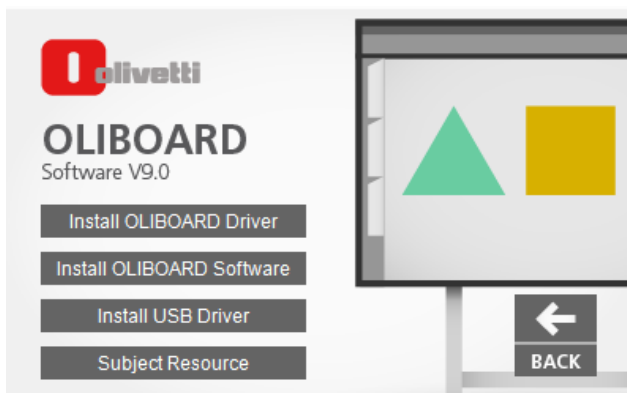 olivetti
OLIBOARD
Software V9.0
Install OLIBOARD Driver
Install OLIBOARD Software
Install USB Driver
Subject Resource
BACK